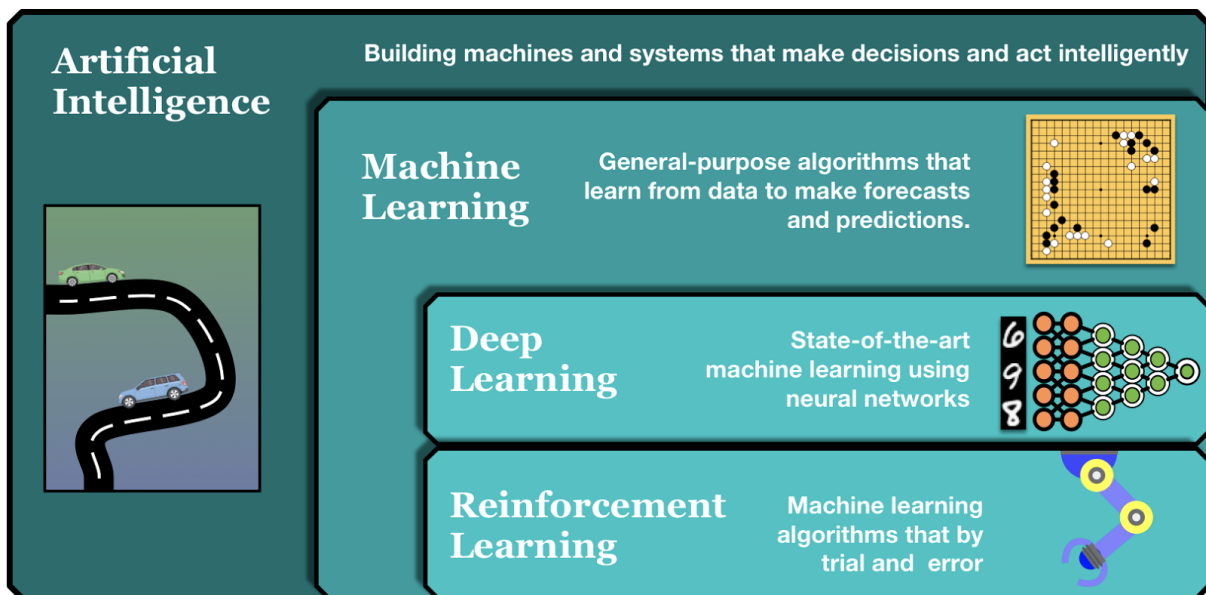 Artificial
Intelligence
Building machines and systems that make decisions and act intelligently
Machine
Learning
General-purpose algorithms that
learn from data to make forecasts
and predictions.
Deep
Learning
State-of-the-art
machine learning using
neural networks
6
9
8
Reinforcement
Learning
Machine learning
algorithms that by
trial and  error